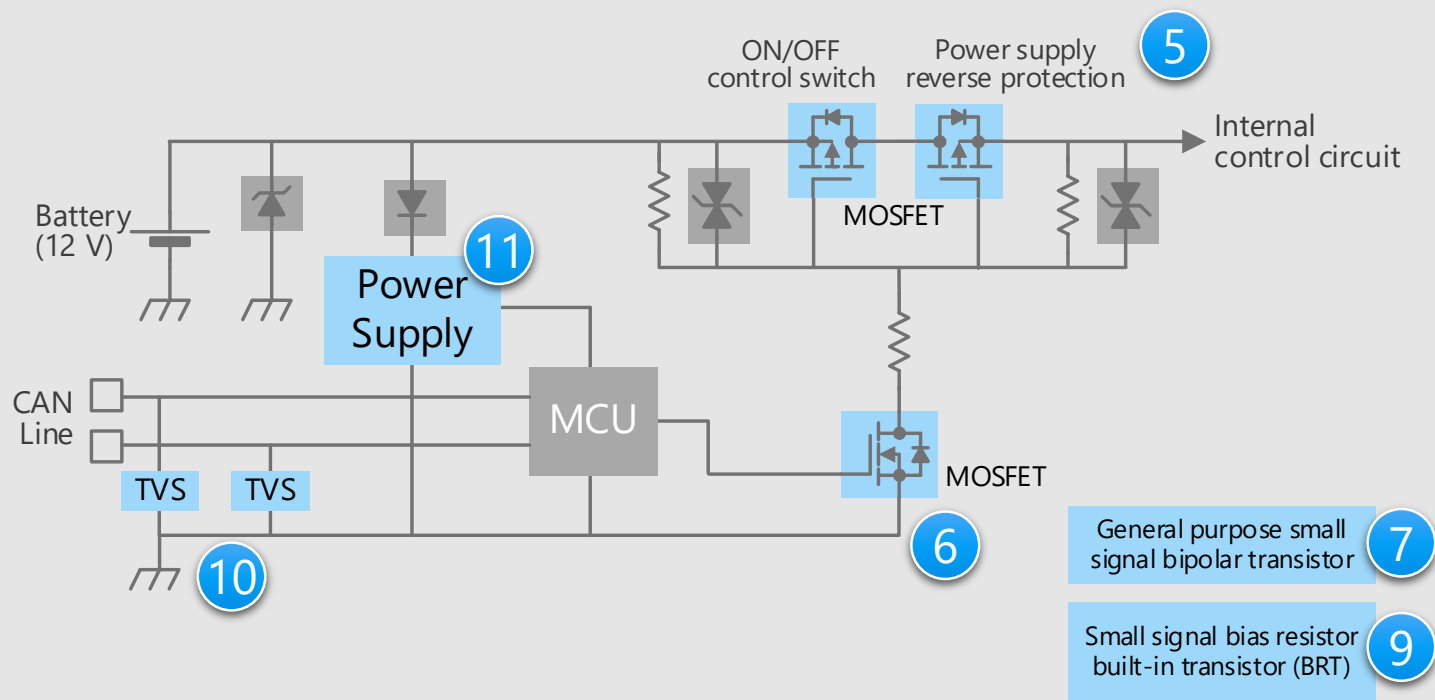 ON/OFF
control switch
Power supply
reverse protection
5
Internal
control circuit
Battery
(12 V)
MOSFET
11
Power
Supply
CAN
Line
MCU
TVS
TVS
MOSFET
10
6
General purpose small
signal bipolar transistor
7
Small signal bias resistor
built-in transistor (BRT)
9